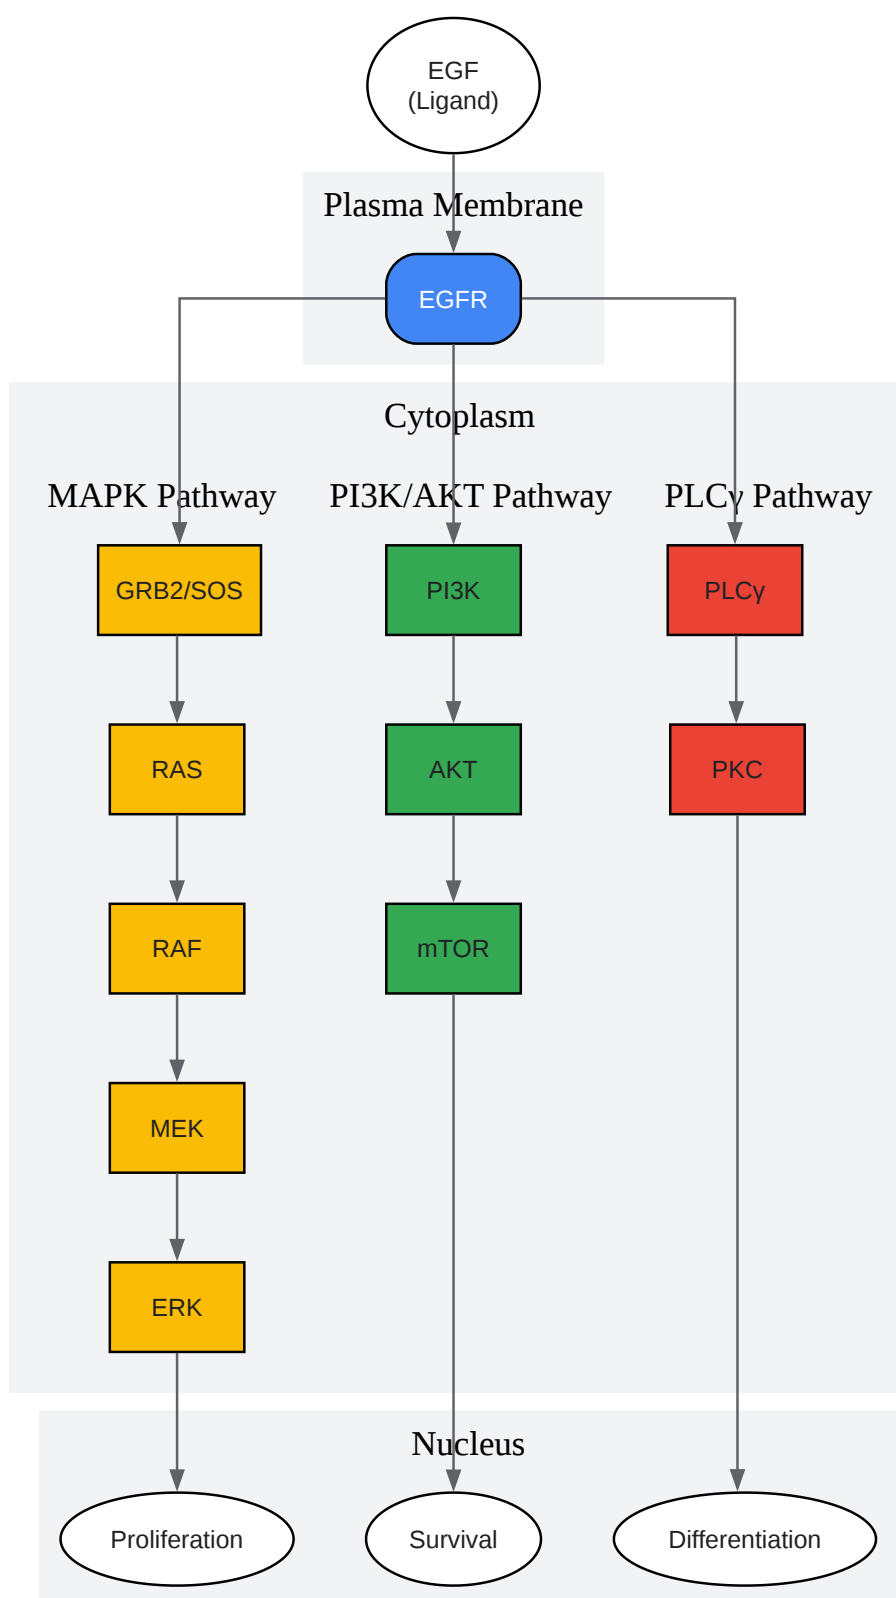 EGF
(Ligand)
Plasma Membrane
EGFR
Cytoplasm
MAPK Pathway
PI3K/AKT Pathway
PLCγ Pathway
GRB2/SOS
PI3K
PLCγ
RAS
AKT
PKC
RAF
mTOR
MEK
ERK
Nucleus
Proliferation
Survival
Differentiation